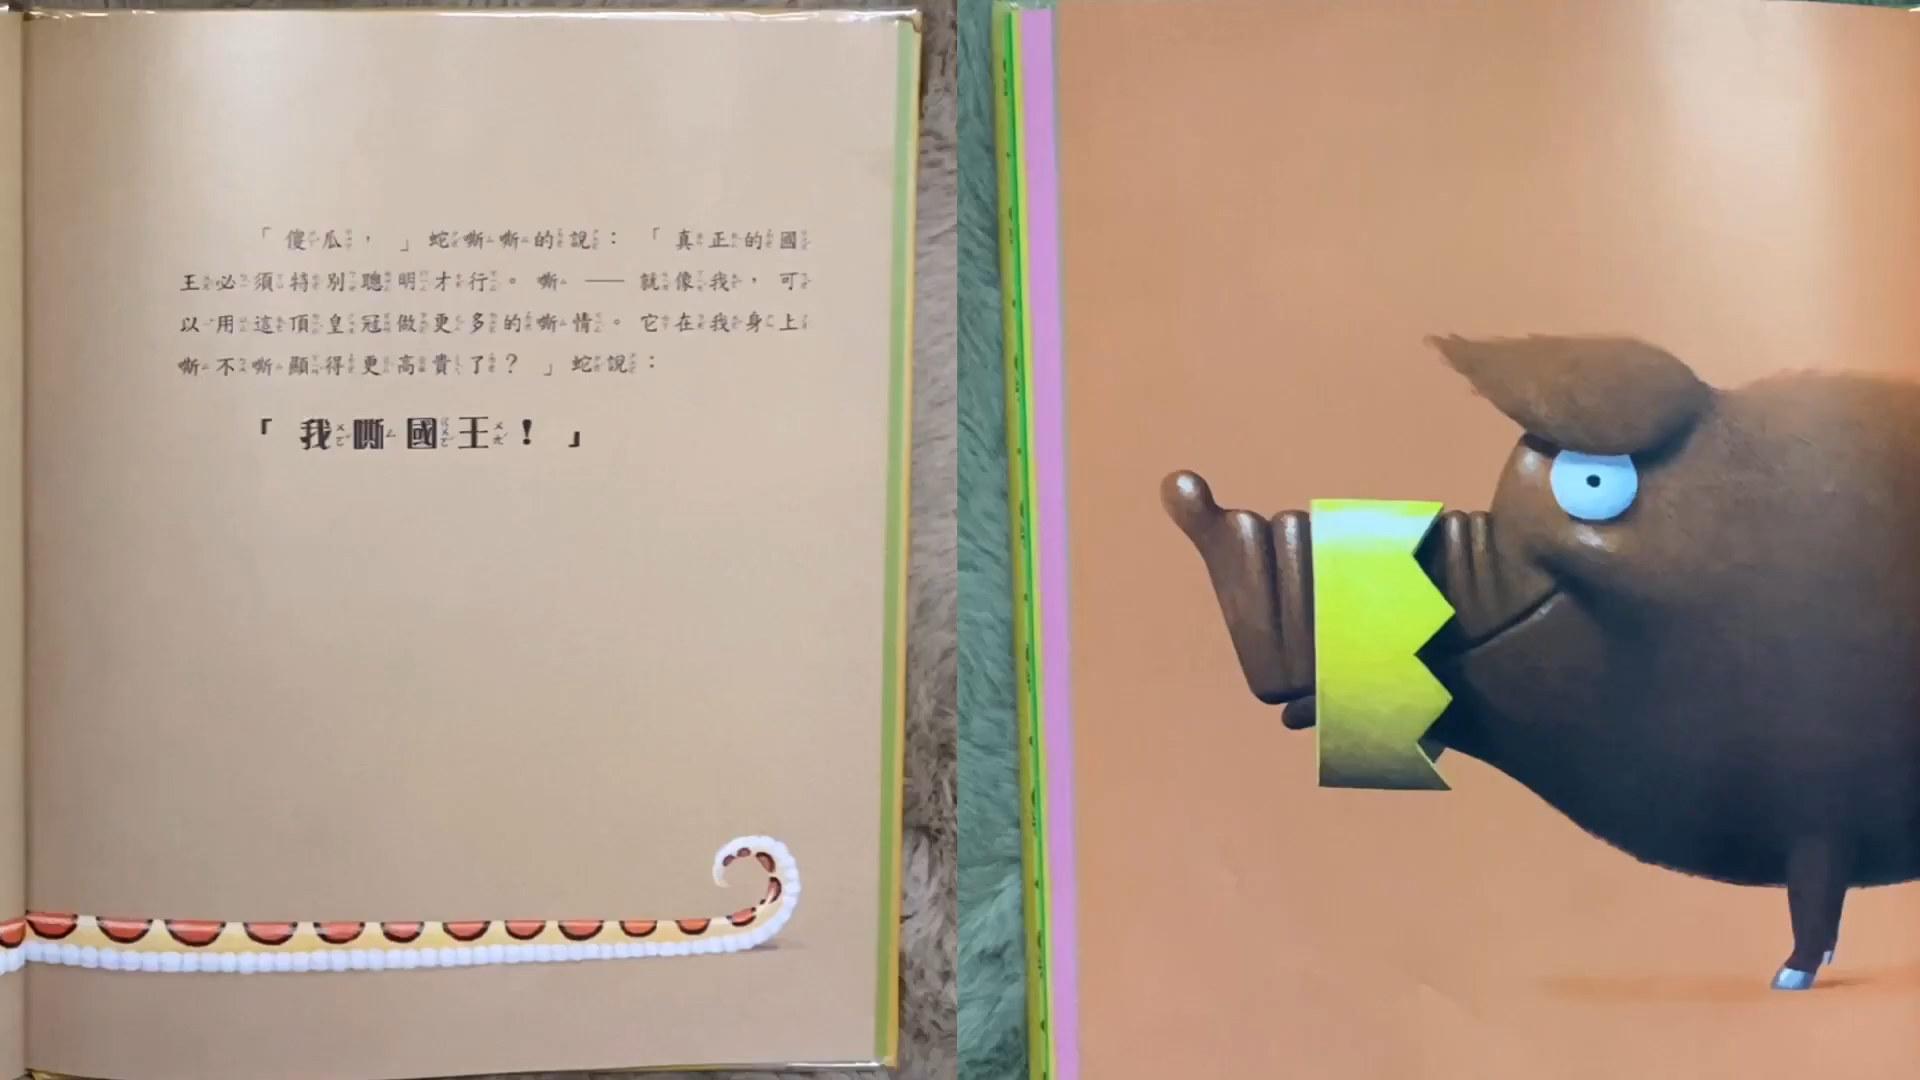 「傻瓜，」蛇嘶嘶的說：「真正的國
王必須特別聰明才行。嘶——就像我，可
以用這頂皇冠做更多的嘶情。它在我身上
嘶不嘶顯得更高貴了？」蛇說：
「我嘶國王！」